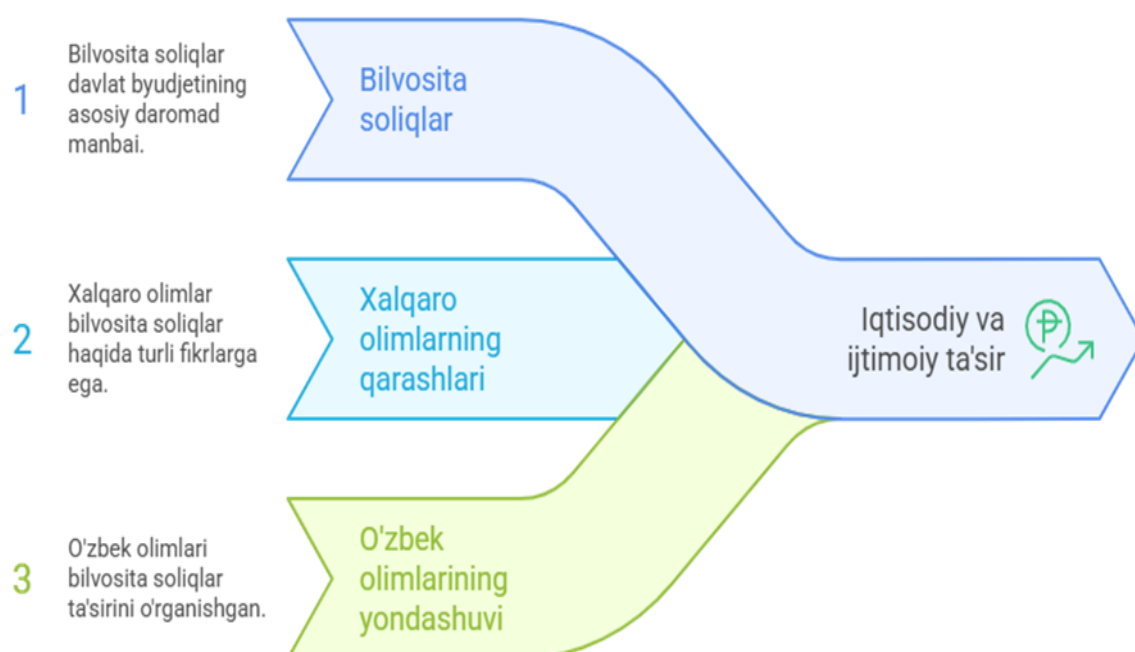 1
Bilvosita soliqlar
davlat byudjetining
asosiy daromad
manbai.
Bilvosita
soliqlar
2
Xalqaro olimlar
bilvosita soliqlar
haqida turli fikrlarga
ega.
Xalqaro
olimlarning
qarashlari
3
O'zbek olimlari
bilvosita soliqlar
ta'sirini o'rganishgan.
O'zbek
olimlarining
yondashuvi
Iqtisodiy va
ijtimoiy ta'sir